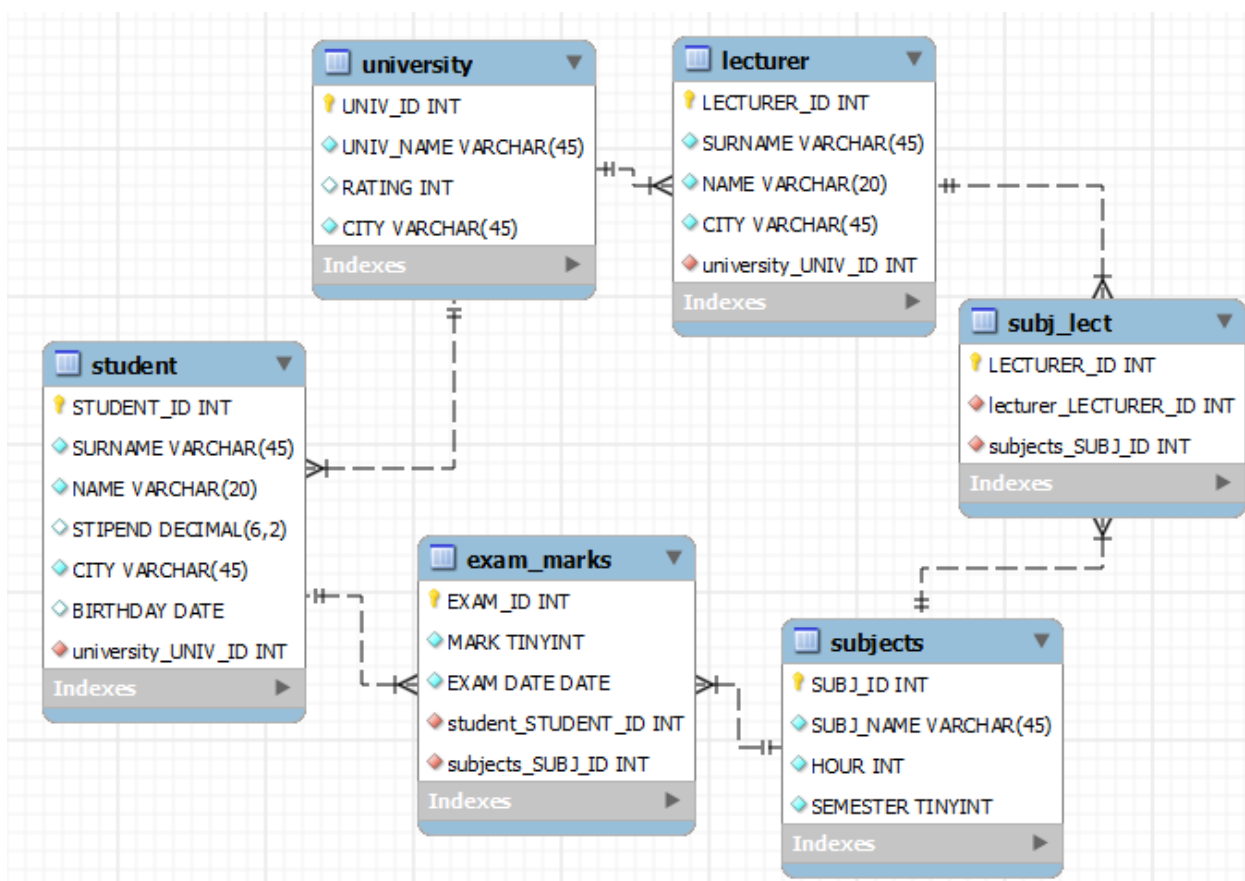 university
UNIV_ID INT
UNIV_NAME VARCHAR(45)
RATING INT
CITY VARCHAR(45)
Indexes
lecturer
LECTURER_ID INT
SURNAME VARCHAR(45)
NAME VARCHAR(20)
CITY VARCHAR(45)
university_UNIV_ID INT
Indexes
subj_lect
LECTURER_ID INT
lecturer_LECTURER_ID INT
subjects_SUBJ_ID INT
Indexes
student
STUDENT_ID INT
SURNAME VARCHAR(45)
NAME VARCHAR(20)
STIPEND DECIMAL(6,2)
CITY VARCHAR(45)
BIRTHDAY DATE
university_UNIV_ID INT
Indexes
exam_marks
EXAM_ID INT
MARK TINYINT
EXAM DATE DATE
student_STUDENT_ID INT
subjects_SUBJ_ID INT
Indexes
subjects
SUBJ_ID INT
SUBJ_NAME VARCHAR(45)
HOUR INT
SEMESTER TINYINT
Indexes